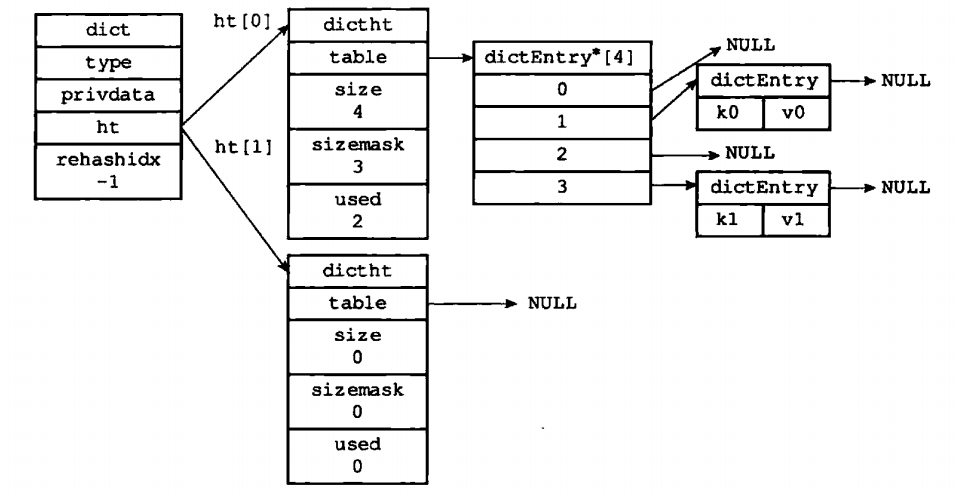 dict
type
privdata
ht
rehashidx
-1
ht[0]
ht[1]
dictht
table
size
4
sizemask
3
used
2
dictEntry*[4]
0
1
2
3
NULL
dictEntry
k0 v0
NULL
NULL
dictEntry
k1 v1
NULL
dictht
table
NULL
size
0
sizemask
0
used
0